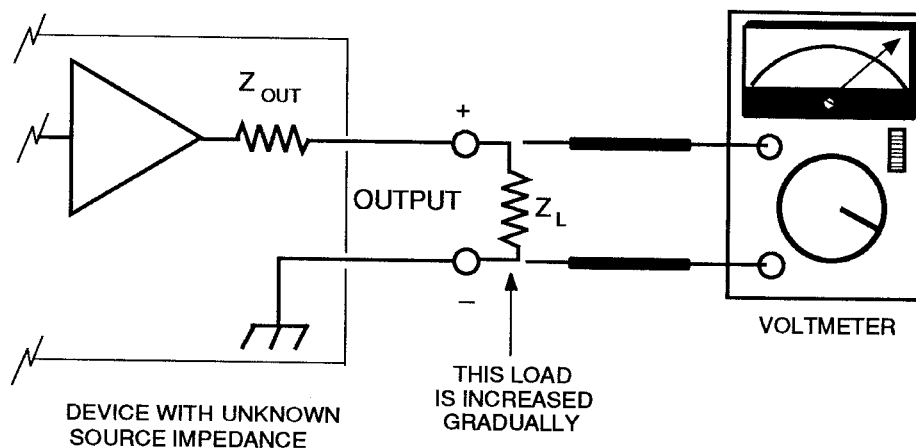 Z OUT
+
OUTPUT
Z L
–
VOLTMETER
THIS LOAD
IS INCREASED
GRADUALLY
DEVICE WITH UNKNOWN
SOURCE IMPEDANCE